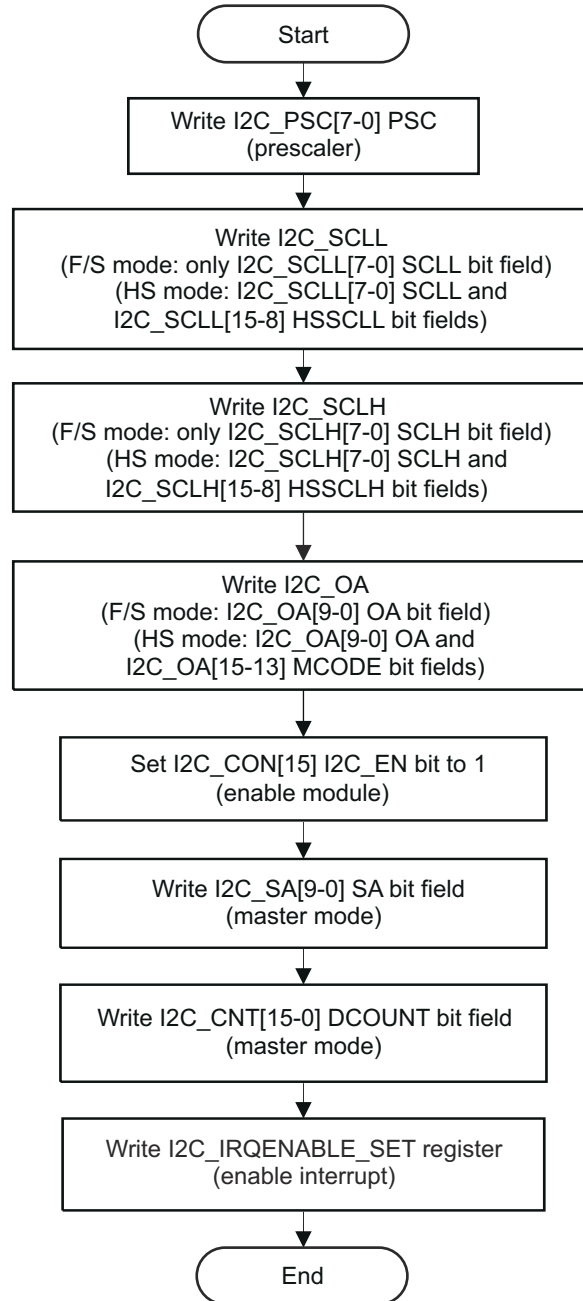 Start
Write I2C_PSC[7-0] PSC
(prescaler)
Write I2C_SCLL
(F/S mode: only I2C_SCLL[7-0] SCLL bit field)
(HS mode: I2C_SCLL[7-0] SCLL and
I2C_SCLL[15-8] HSSCLL bit fields)
Write I2C_SCLH
(F/S mode: only I2C_SCLH[7-0] SCLH bit field)
(HS mode: I2C_SCLH[7-0] SCLH and
I2C_SCLH[15-8] HSSCLH bit fields)
Write I2C_OA
(F/S mode: I2C_OA[9-0] OA bit field)
(HS mode: I2C_OA[9-0] OA and
I2C_OA[15-13] MCODE bit fields)
Set I2C_CON[15] I2C_EN bit to 1
(enable module)
Write I2C_SA[9-0] SA bit field
(master mode)
Write I2C_CNT[15-0] DCOUNT bit field
(master mode)
Write I2C_IRQENABLE_SET register
(enable interrupt)
End